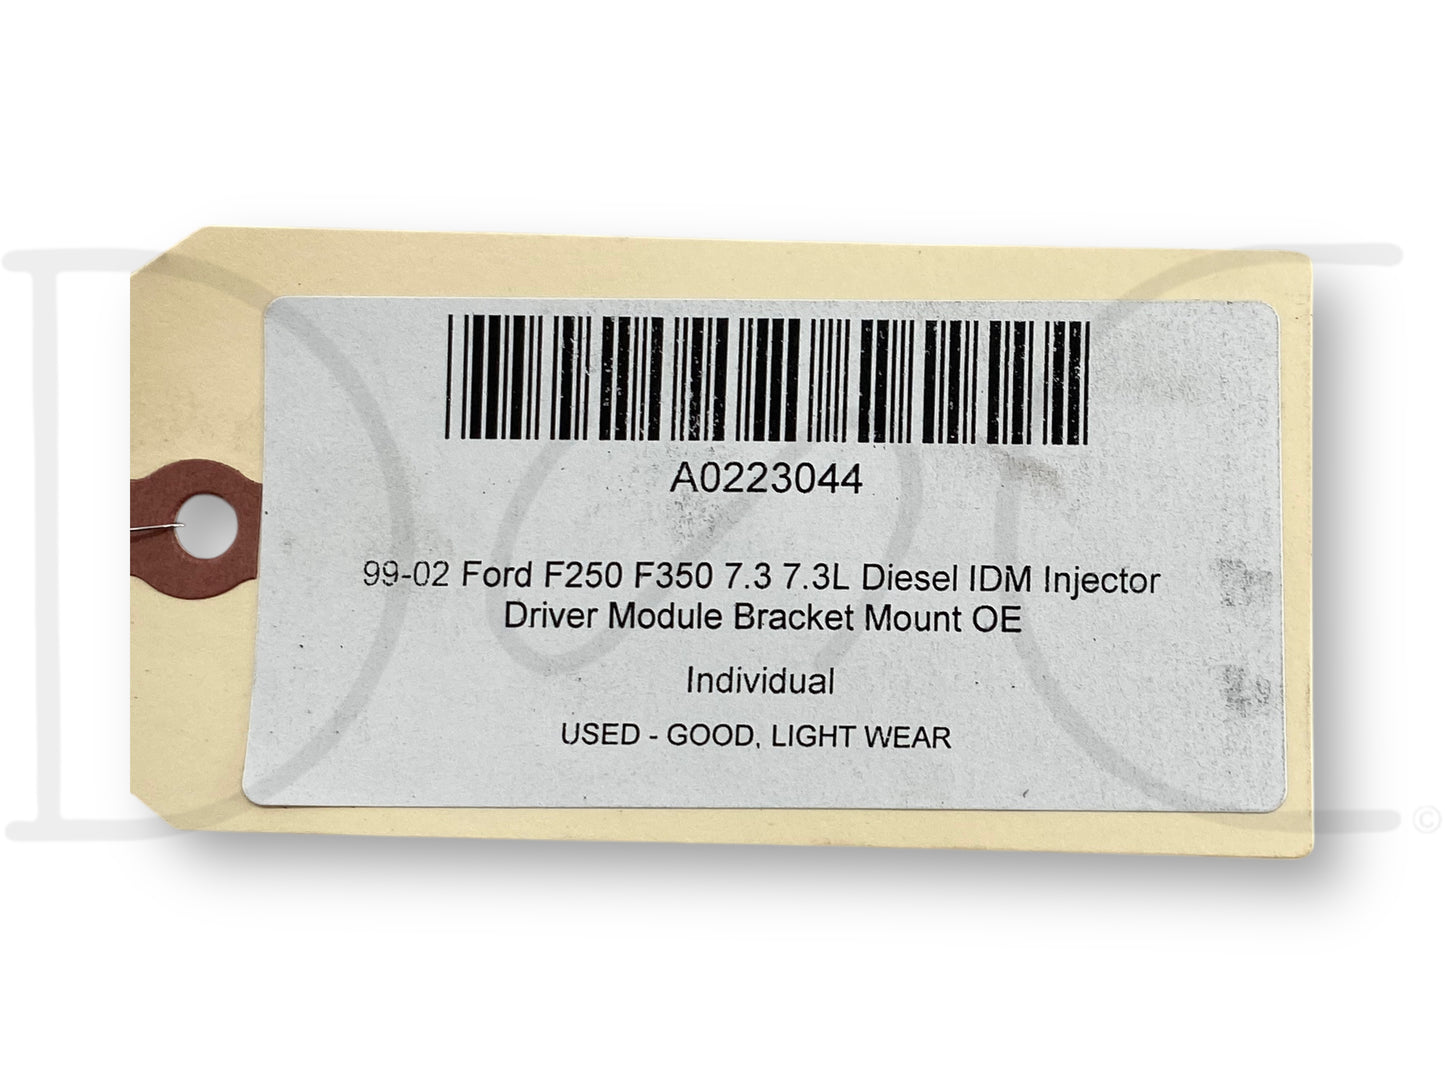 A0223044
99-02 Ford F250 F350 7.3 7.3L Diesel IDM Injector
Driver Module Bracket Mount OE
Individual
USED - GOOD, LIGHT WEAR
©